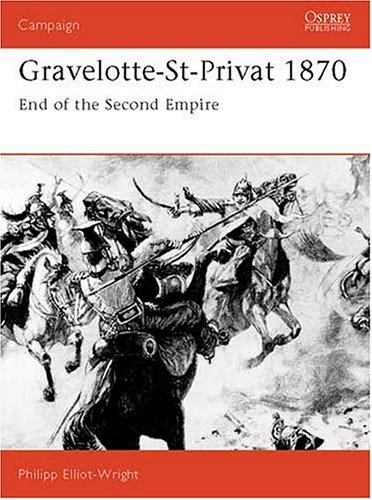 Campaign
OSPREY
PUBLISHING
Gravelotte-St-Privat 1870
End of the Second Empire
Philipp Elliot-Wright